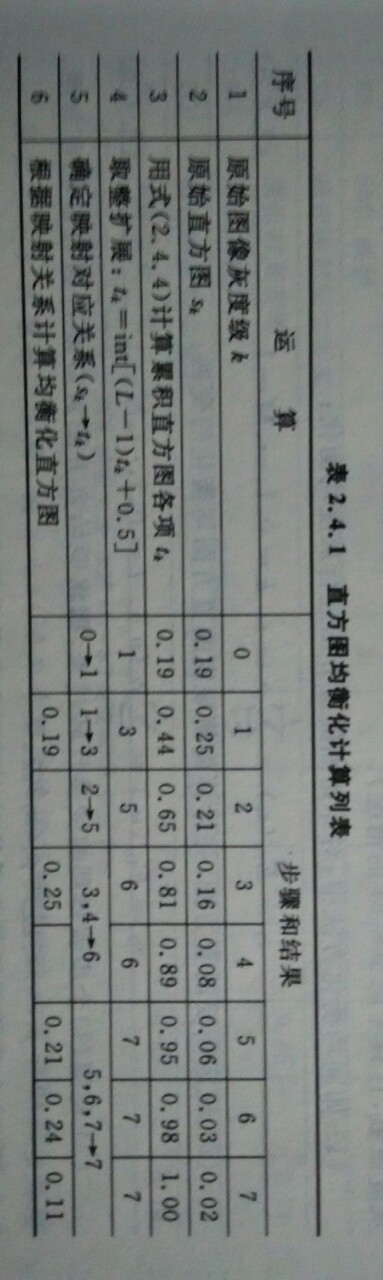 表 2.4.1 直方图均衡化计算列表
序号 运 算 步骤和结果
1 原始图像灰度级 k 0 1 2 3 4 5 6 7
2 原始直方图 sₖ 0.19 0.25 0.21 0.16 0.08 0.06 0.03 0.02
3 用式(2.4.4)计算累积直方图各项 tₖ 0.19 0.44 0.65 0.81 0.89 0.95 0.98 1.00
4 取整扩展：tₖ=int[(L-1)tₖ+0.5] 1 3 5 6 6 7 7 7
5 确定映射对应关系(sₖ→tₖ) 0→1 1→3 2→5 3,4→6 5,6,7→7
6 根据映射关系计算均衡化直方图 0.19 0.25 0.21 0.24 0.11